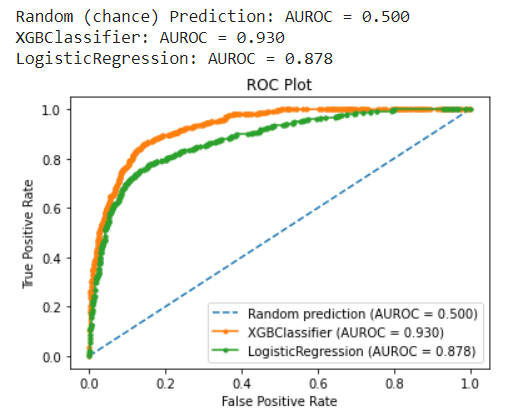 Random (chance) Prediction: AUROC = 0.500
XGBClassifier: AUROC = 0.930
LogisticRegression: AUROC = 0.878
ROC Plot
1.0
0.8
0.6
0.4
0.2
0.0
True Positive Rate
Random prediction (AUROC = 0.500)
XGBClassifier (AUROC = 0.930)
LogisticRegression (AUROC = 0.878)
0.0 0.2 0.4 0.6 0.8 1.0
False Positive Rate